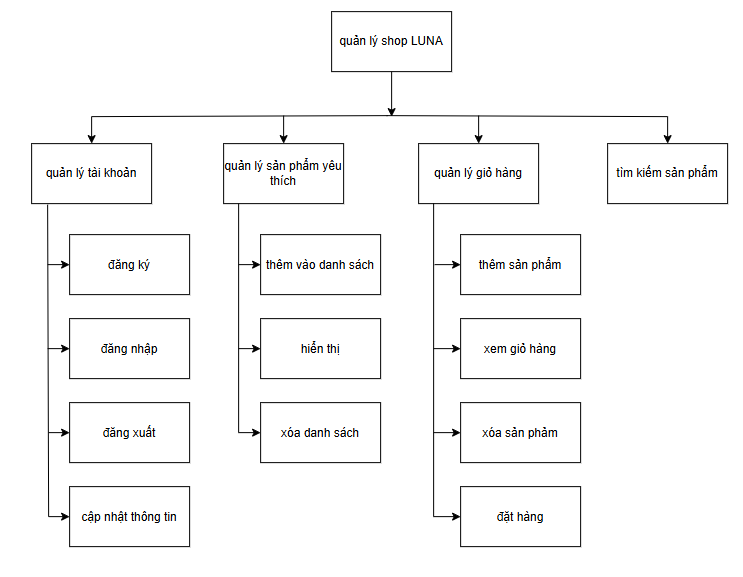 quản lý shop LUNA
quản lý tài khoản
quản lý sản phẩm yêu
thích
quản lý giỏ hàng
tìm kiếm sản phẩm
đăng ký
thêm vào danh sách
thêm sản phẩm
đăng nhập
hiển thị
xem giỏ hàng
đăng xuất
xóa danh sách
xóa sản phảm
cập nhật thông tin
đặt hàng